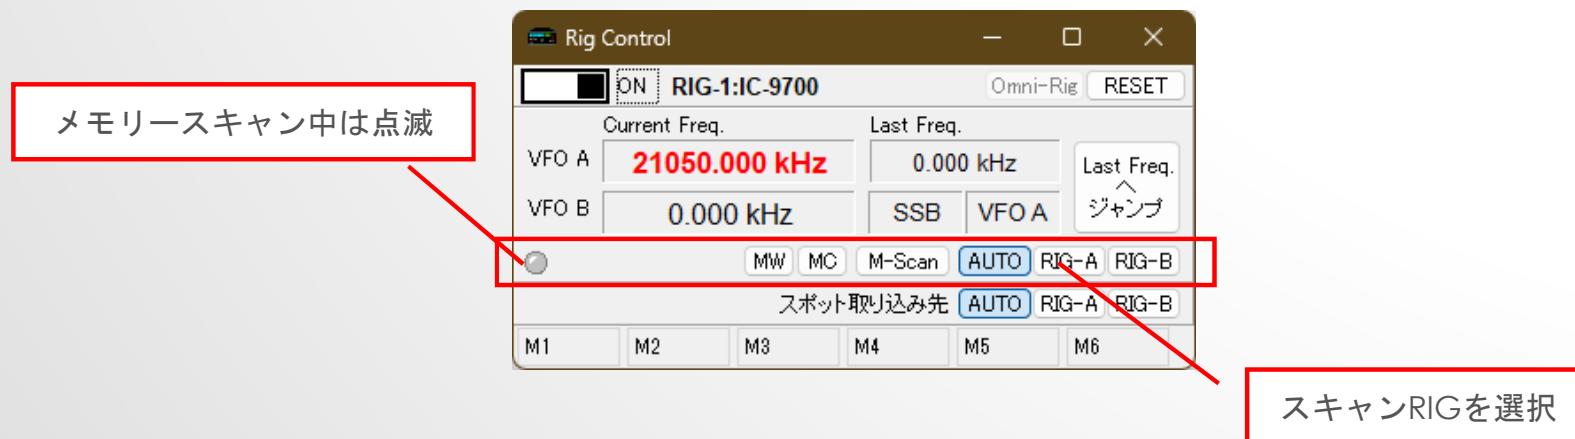 Rig Control
ON RIG-1:IC-9700 Omni-Rig RESET
メモリースキャン中は点滅
Current Freq. Last Freq.
VFO A 21050.000 kHz 0.000 kHz
Last Freq.
へ
ジャンプ
VFO B 0.000 kHz SSB VFO A
MW MC M-Scan AUTO RIG-A RIG-B
スポット取り込み先 AUTO RIG-A RIG-B
M1 M2 M3 M4 M5 M6
スキャンRIGを選択